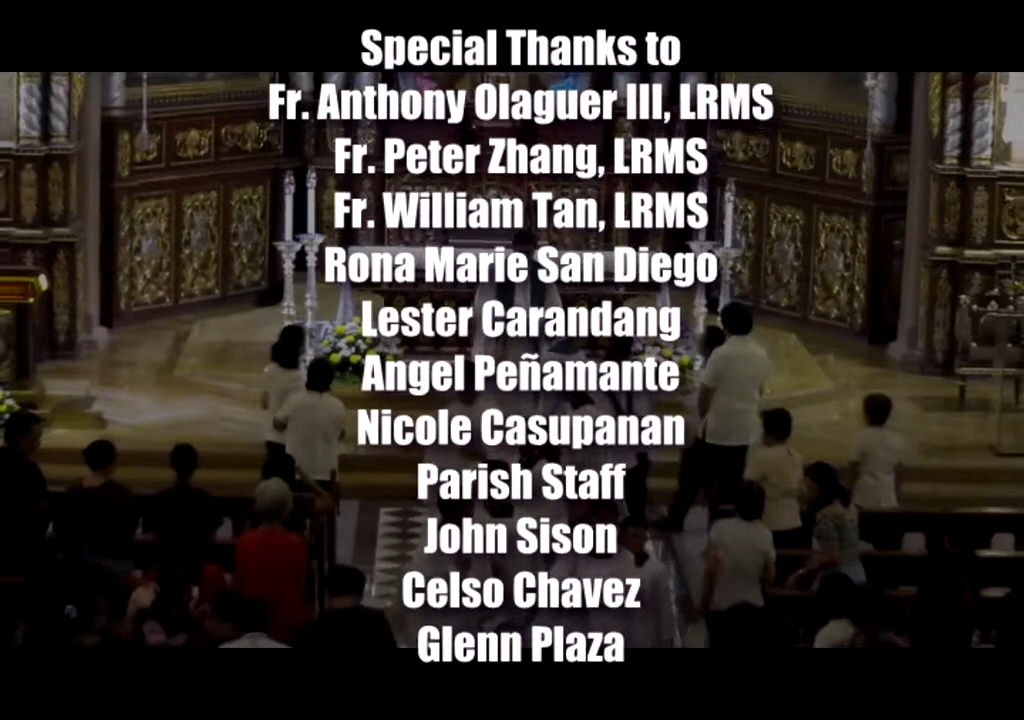 Special Thanks to
Fr. Anthony Olaguer III, LRMS
Fr. Peter Zhang, LRMS
Fr. William Tan, LRMS
Rona Marie San Diego
Lester Carandang
Angel Peñamante
Nicole Casupanan
Parish Staff
John Sison
Celso Chavez
Glenn Plaza